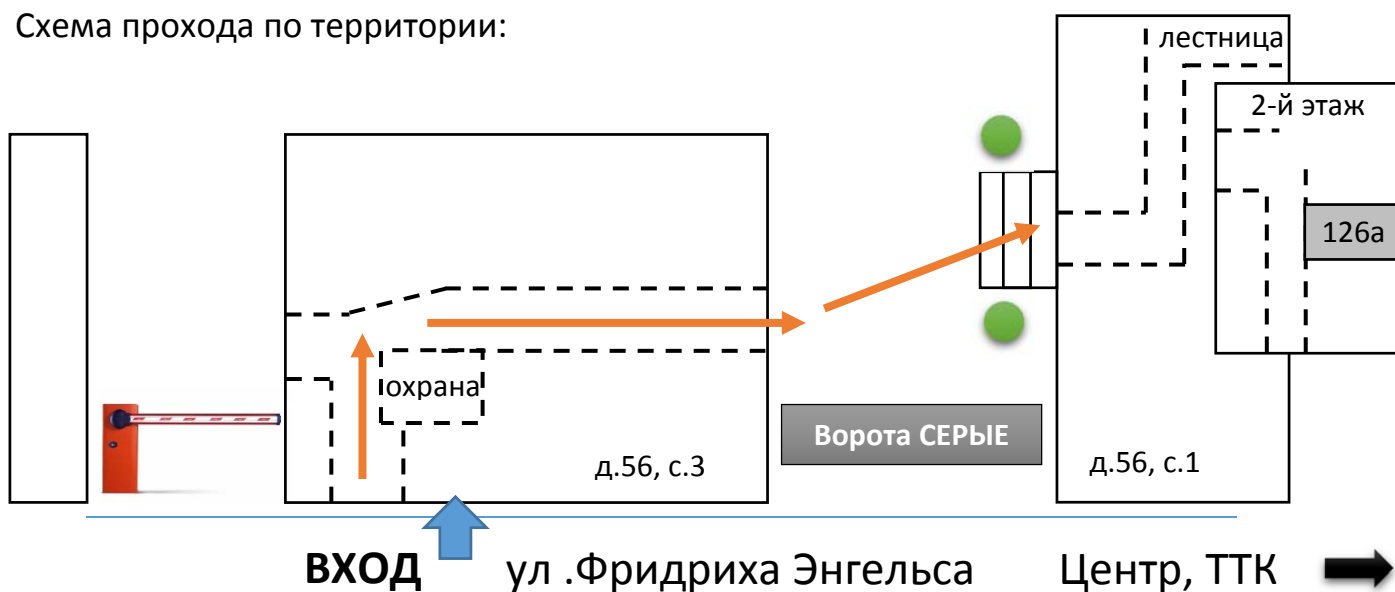 Схема прохода по территории:
лестница
2-й этаж
126а
охрана
Ворота СЕРЫЕ
д.56, с.3
д.56, с.1
ВХОД
ул .Фридриха Энгельса
Центр, ТТК